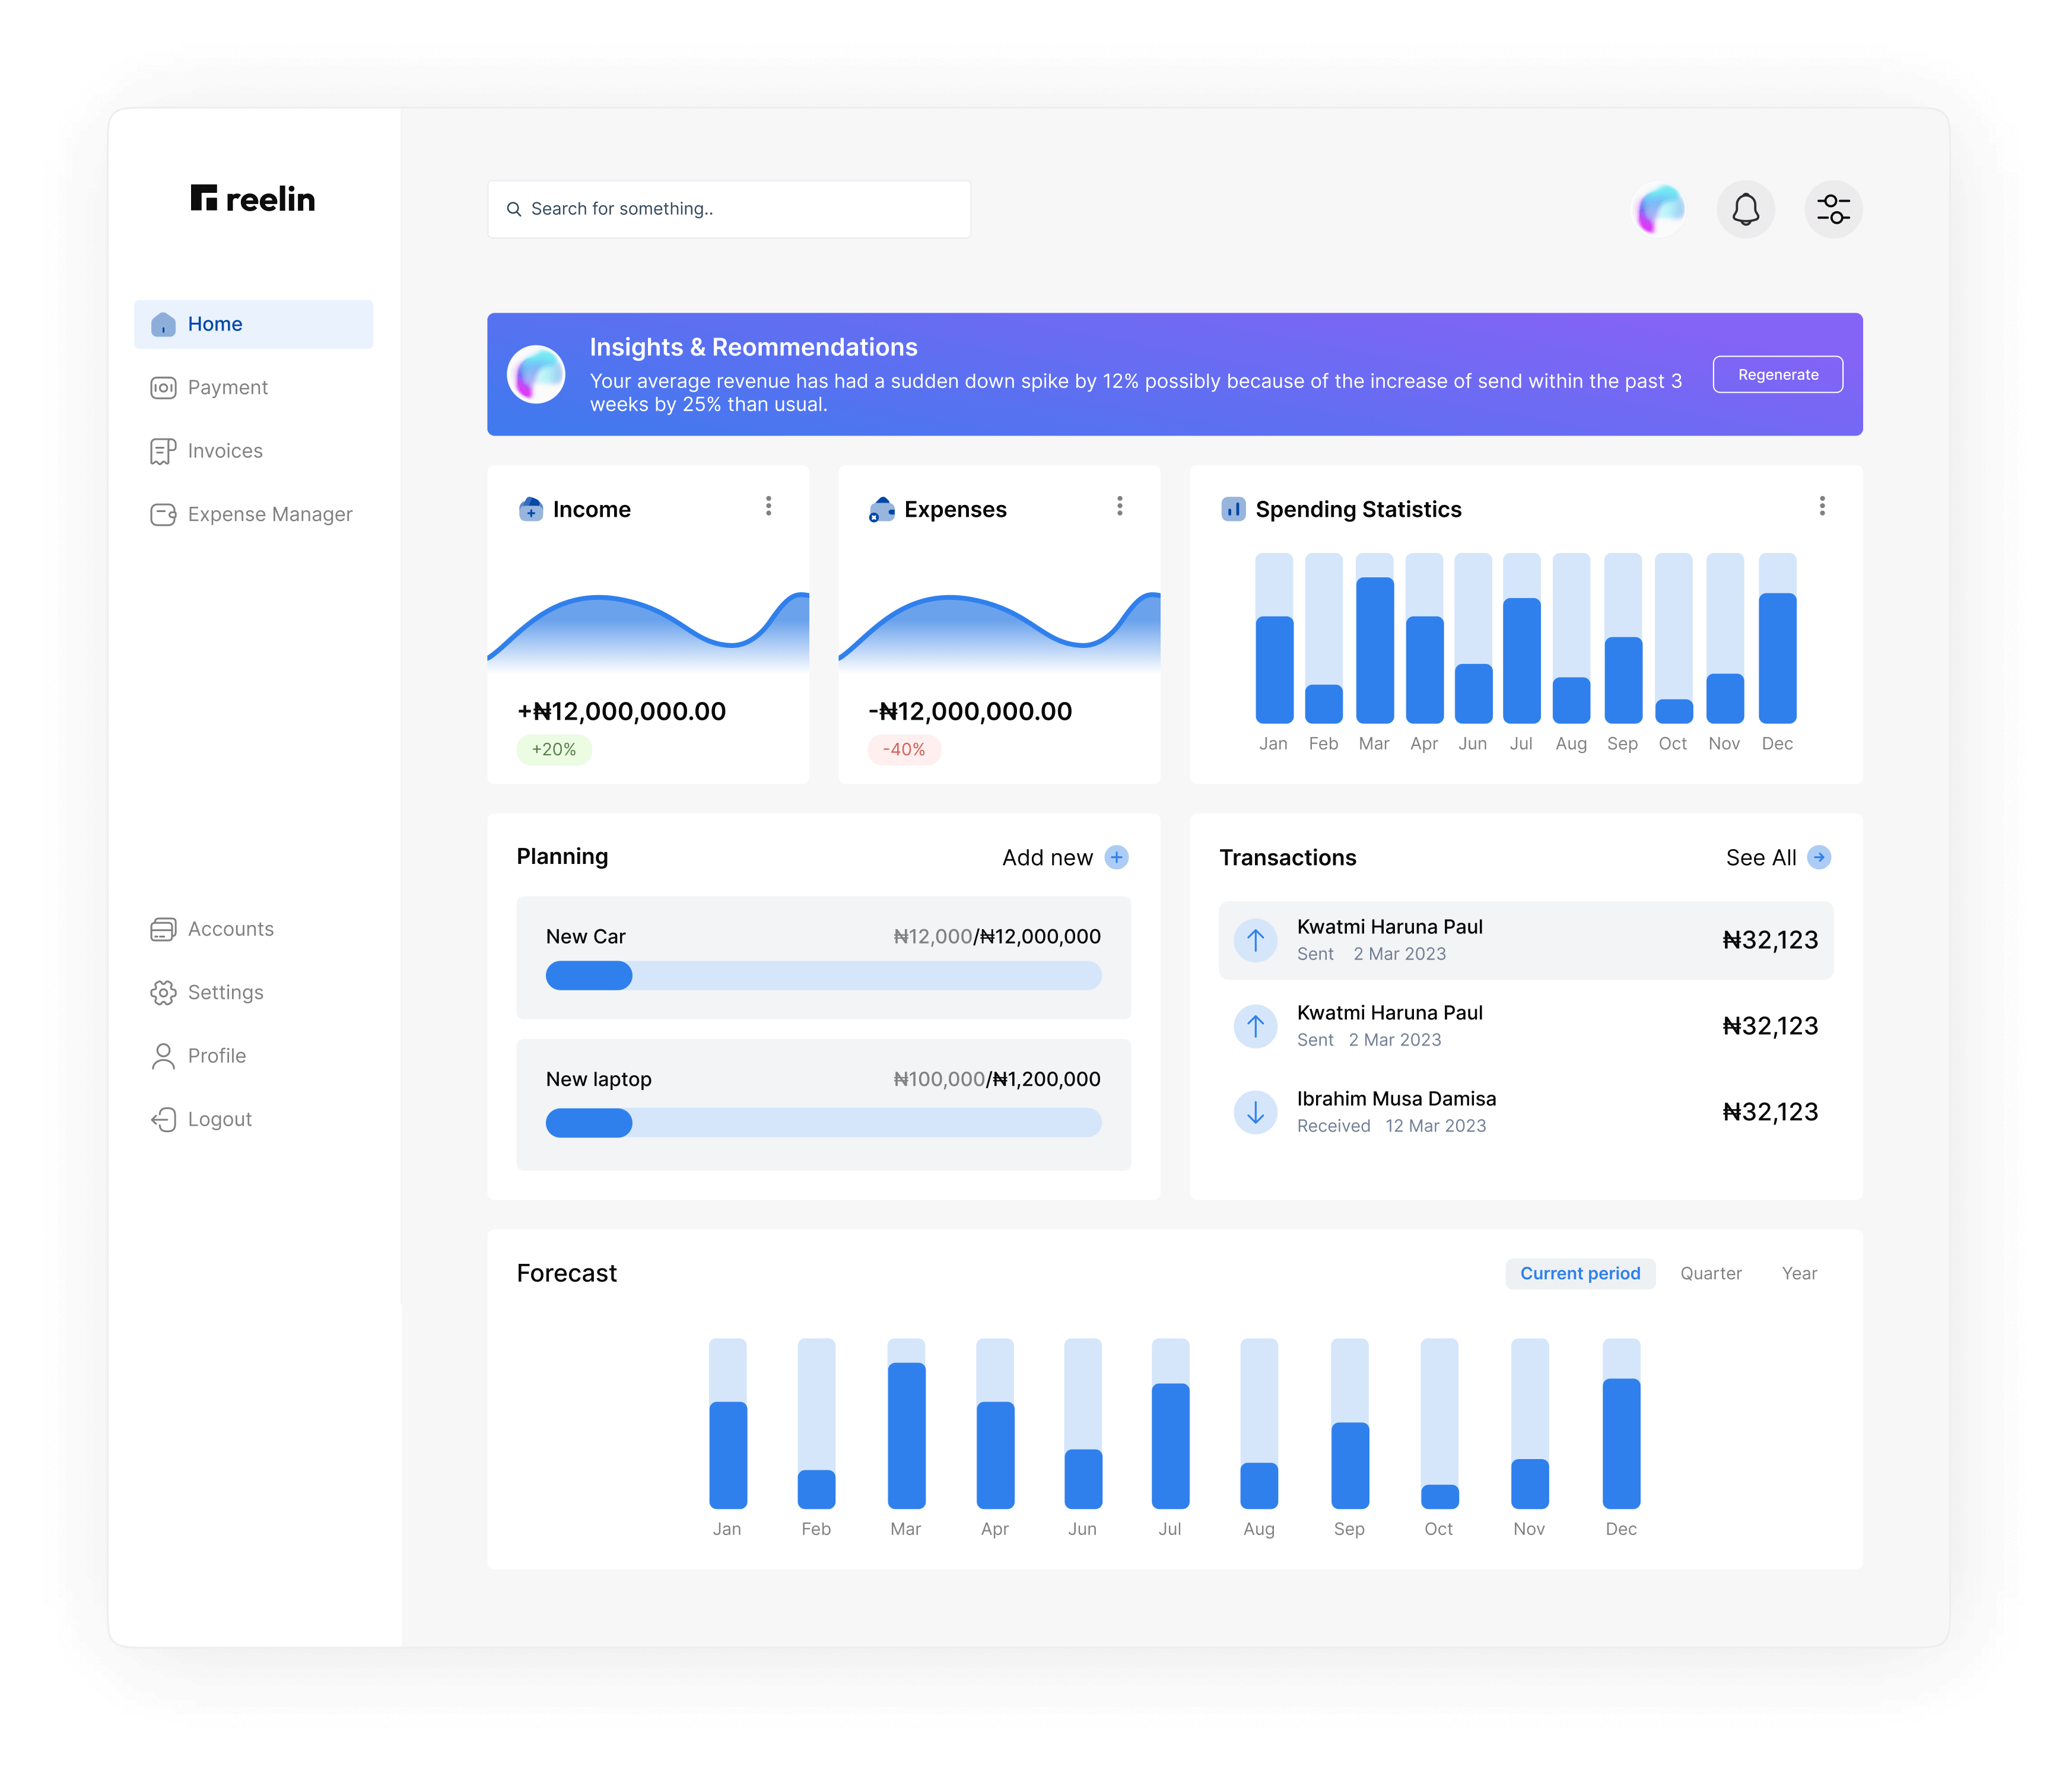 reelin
Search for something..
Home
Payment
Invoices
Expense Manager
Accounts
Settings
Profile
Logout
Insights & Reommendations
Your average revenue has had a sudden down spike by 12% possibly because of the increase of send within the past 3
weeks by 25% than usual.
Regenerate
Income
+₦12,000,000.00
+20%
Expenses
-₦12,000,000.00
-40%
Spending Statistics
Jan Feb Mar Apr Jun Jul Aug Sep Oct Nov Dec
Planning
Add new
New Car ₦12,000/₦12,000,000
New laptop ₦100,000/₦1,200,000
Transactions
See All
Kwatmi Haruna Paul
Sent 2 Mar 2023
₦32,123
Kwatmi Haruna Paul
Sent 2 Mar 2023
₦32,123
Ibrahim Musa Damisa
Received 12 Mar 2023
₦32,123
Forecast
Current period Quarter Year
Jan Feb Mar Apr Jun Jul Aug Sep Oct Nov Dec